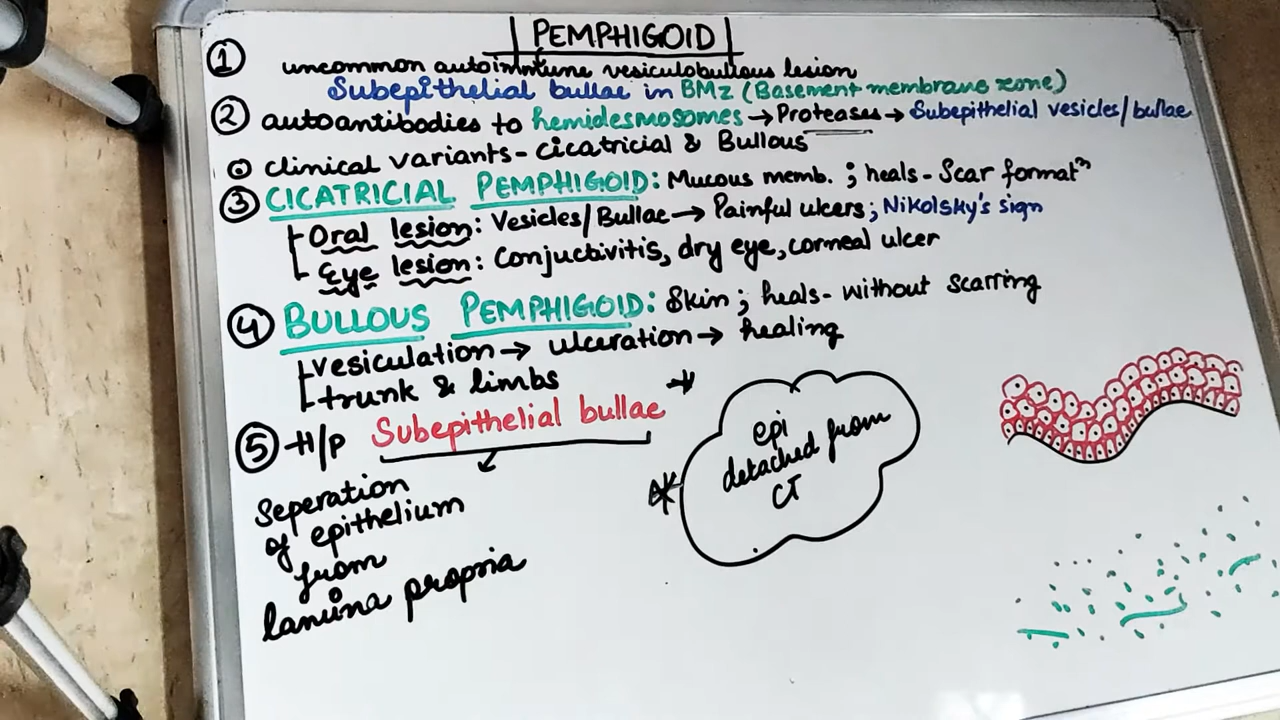 PEMPHIGOID
① uncommon autoimmtune vesiculobullous lesion
Subepithelial bullae in BMZ (Basement membrane zone)
② autoantibodies to hemidesmosomes → Proteases → Subepithelial vesicles/bullae
clinical variants - cicatricial & Bullous
③ CICATRICIAL PEMPHIGOID: Mucous memb. ; heals - Scar formatⁿ
Oral lesion: Vesicles/Bullae → Painful ulcers; Nikolsky's sign
Eye lesion: Conjuctivitis, dry eye, corneal ulcer
④ BULLOUS PEMPHIGOID: Skin ; heals - without scarring
vesiculation → ulceration → healing
trunk & limbs
⑤ H/P Subepithelial bullae →
Seperation
of epithelium
from
lamina propria
* epi
detached from
CT